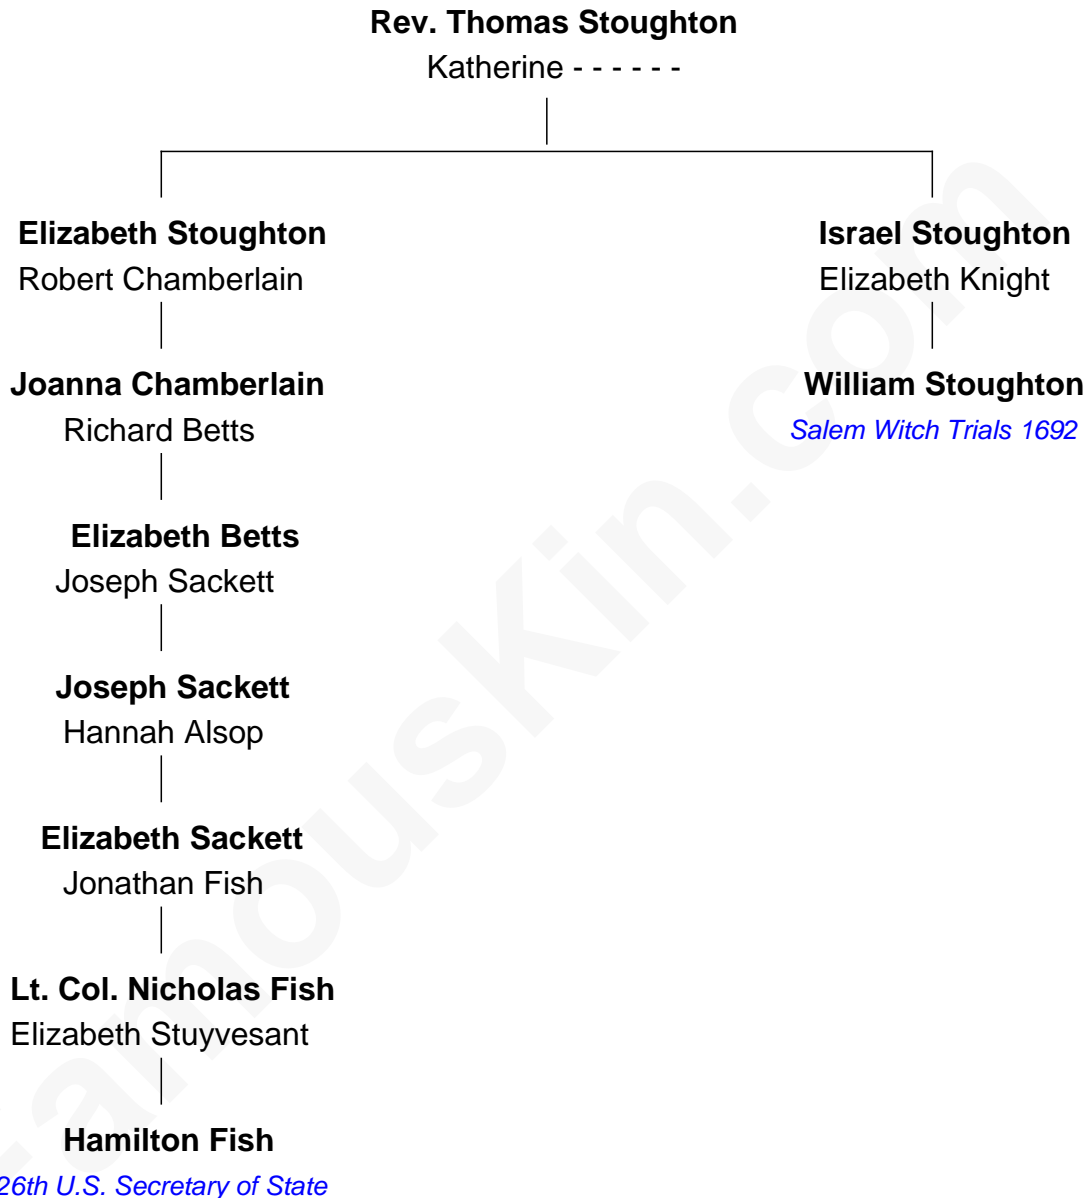 Rev. Thomas Stoughton
Katherine - - - - - -
Elizabeth Stoughton
Robert Chamberlain
Israel Stoughton
Elizabeth Knight
Joanna Chamberlain
Richard Betts
William Stoughton
Salem Witch Trials 1692
Elizabeth Betts
Joseph Sackett
Joseph Sackett
Hannah Alsop
Elizabeth Sackett
Jonathan Fish
Lt. Col. Nicholas Fish
Elizabeth Stuyvesant
Hamilton Fish
26th U.S. Secretary of State
FamousKin.com